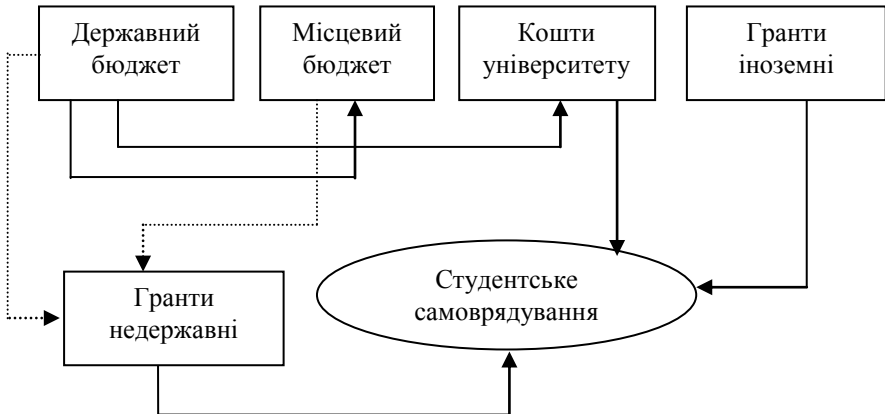 Державний
бюджет
Місцевий
бюджет
Кошти
університету
Гранти
іноземні
Гранти
недержавні
Студентське
самоврядування